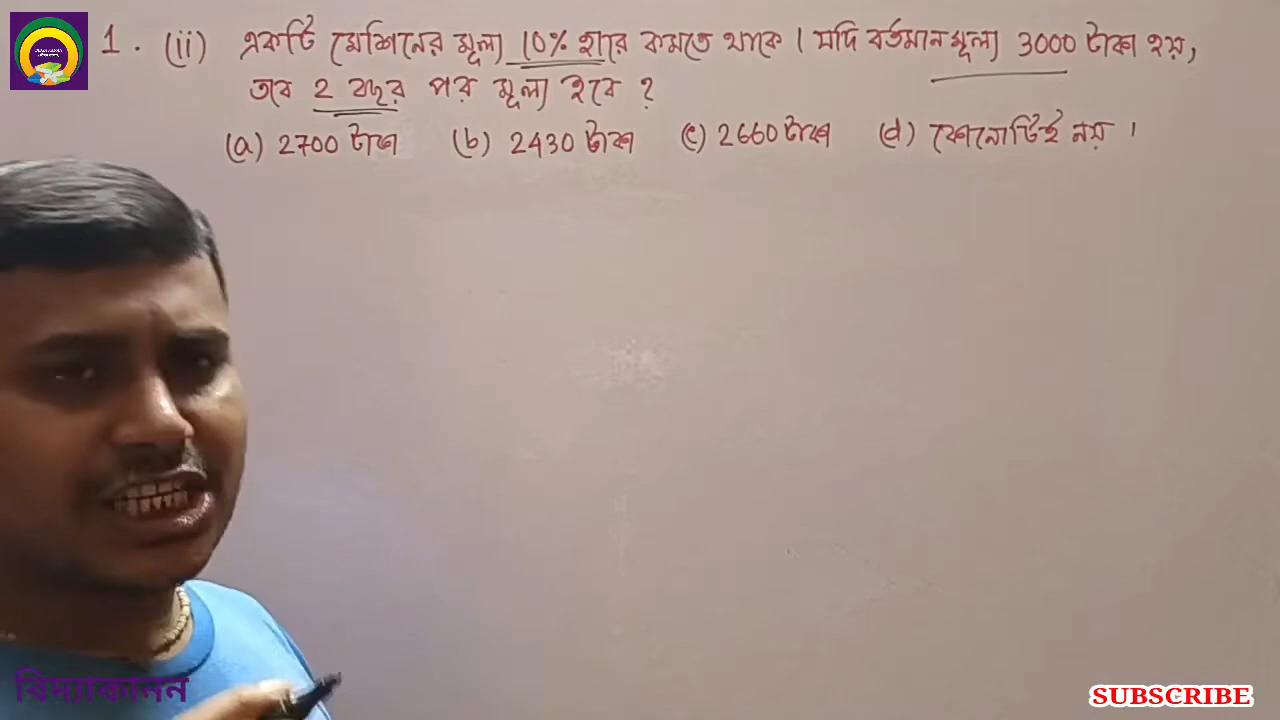 1. (ii) একটি মেশিনের মূল্য 10% হারে কমতে থাকে। যদি বর্তমান মূল্য 3000 টাকা হয়,
তবে 2 বছর পর মূল্য হবে?
(a) 2700 টাকা (b) 2430 টাকা (c) 2660 টাকা (d) কোনোটিই নয়।
বিদ্যাকানন
SUBSCRIBE